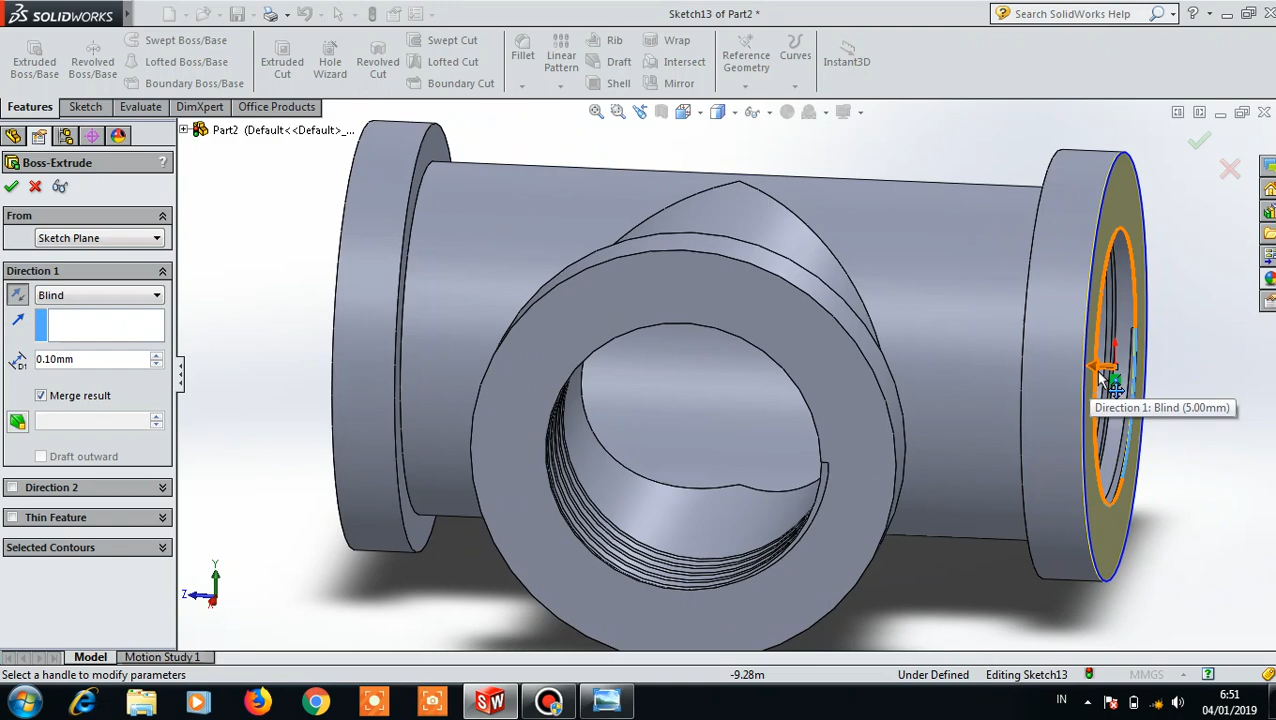 SOLIDWORKS
Sketch13 of Part2 *
Search SolidWorks Help
Extruded Boss/Base
Revolved Boss/Base
Swept Boss/Base
Lofted Boss/Base
Boundary Boss/Base
Extruded Cut
Hole Wizard
Revolved Cut
Swept Cut
Lofted Cut
Boundary Cut
Fillet
Linear Pattern
Rib
Draft
Shell
Wrap
Intersect
Mirror
Reference Geometry
Curves
Instant3D
Features
Sketch
Evaluate
DimXpert
Office Products
Part2 (Default<<Default>_...
Boss-Extrude
?
From
Sketch Plane
Direction 1
Blind
D1
0.10mm
Merge result
Draft outward
Direction 2
Thin Feature
Selected Contours
Direction 1: Blind (5.00mm)
Y
Z
Model
Motion Study 1
Select a handle to modify parameters
-9.28m
Under Defined
Editing Sketch13
MMGS
?
SW
IN
6:51
04/01/2019